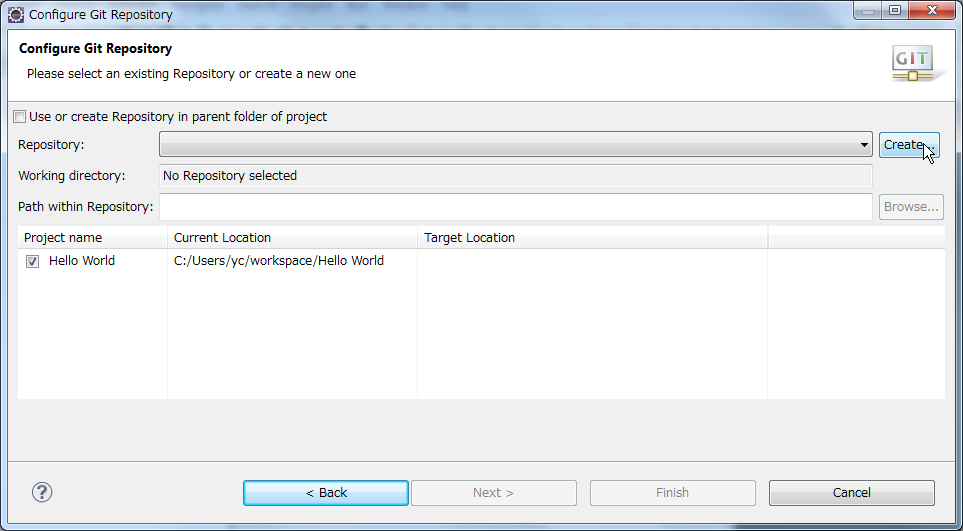 Configure Git Repository
Configure Git Repository
Please select an existing Repository or create a new one
GIT
Use or create Repository in parent folder of project
Repository: Create...
Working directory: No Repository selected
Path within Repository: Browse...
Project name Current Location Target Location
Hello World C:/Users/yc/workspace/Hello World
? < Back Next > Finish Cancel